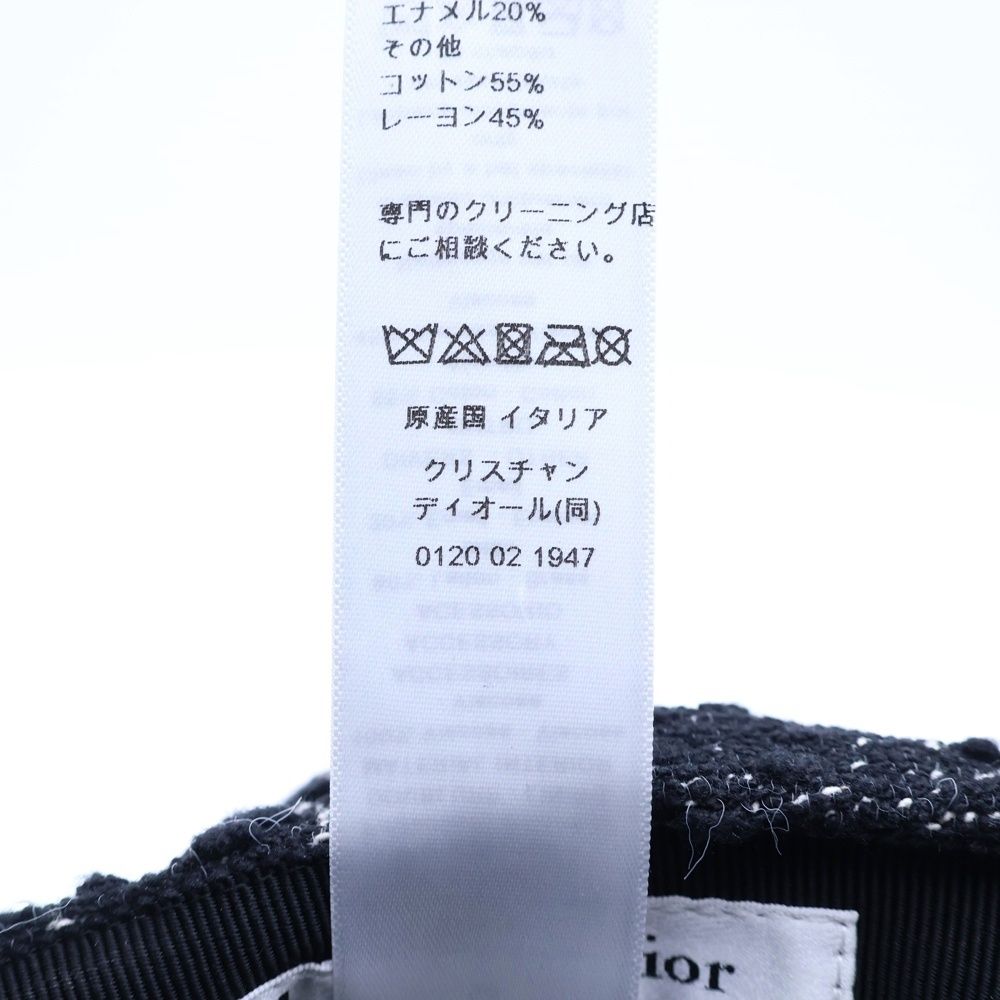 エナメル20%
その他
コットン55%
レーヨン45%
専門のクリーニング店
にご相談ください。
原産国 イタリア
クリスチャン
ディオール(同)
0120 02 1947
ior